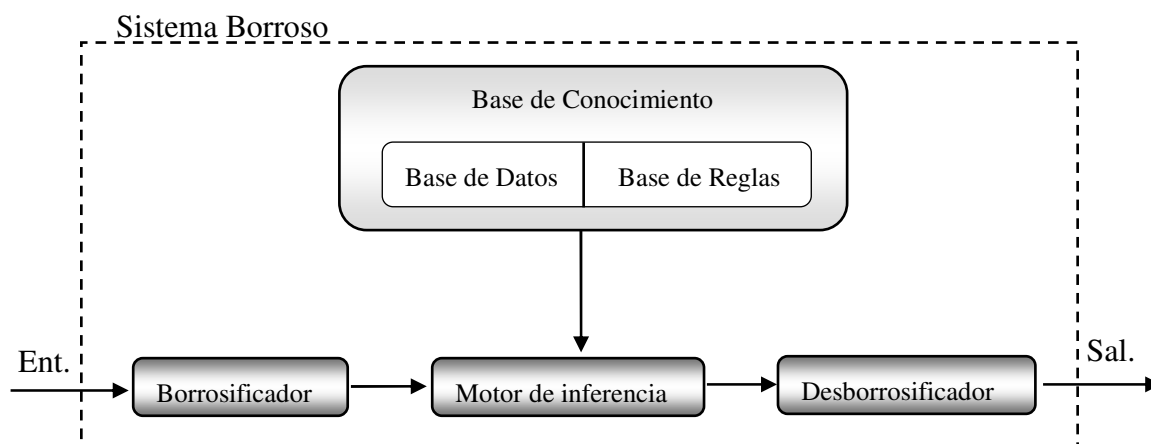 Sistema Borroso
Base de Conocimiento
Base de Datos
Base de Reglas
Ent.
Borrosificador
Motor de inferencia
Desborrosificador
Sal.